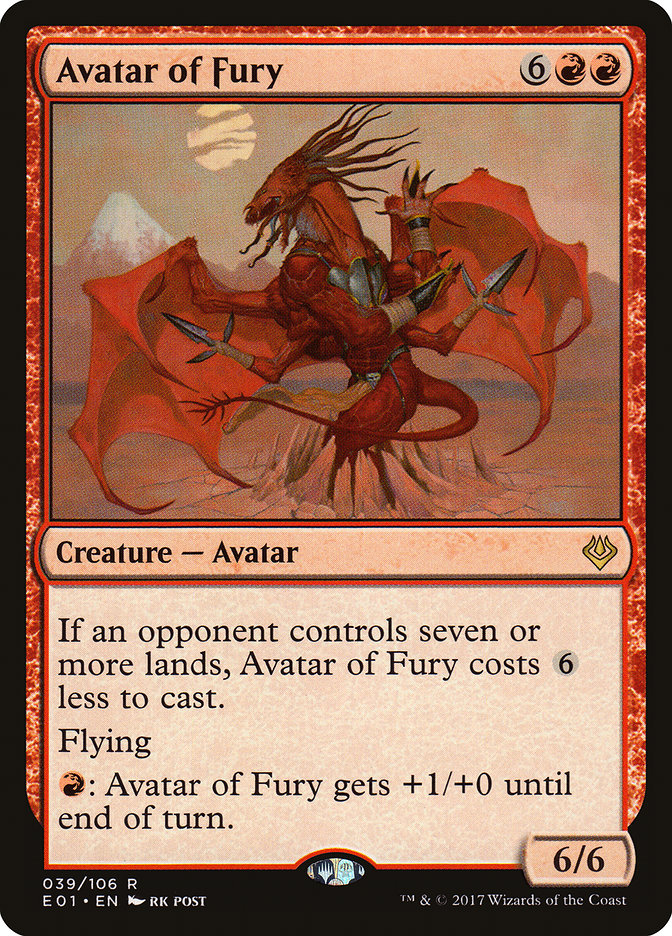 Avatar of Fury 6
Creature — Avatar
If an opponent controls seven or
more lands, Avatar of Fury costs 6
less to cast.
Flying
: Avatar of Fury gets +1/+0 until
end of turn.
6/6
039/106 R
E01 • EN RK POST ™ & © 2017 Wizards of the Coast